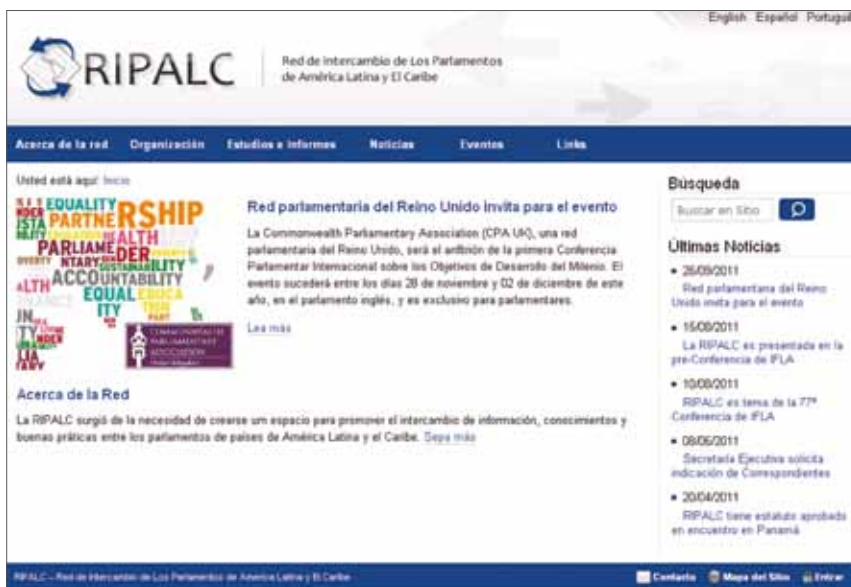 English Español Portugu
RIPALC
Red de Intercambio de Los Parlamentos
de América Latina y El Caribe
Acerca de la red Organización Estudios e Informes Noticias Eventos Links
Usted está aquí: Inicio
EQUALITY
PARTNERSHIP
PARLIAMENTARY
HEALTH
GENDER
SUSTAINABILITY
ACCOUNTABILITY
EQUALITY
EDUCATION
COMMONWEALTH
PARLIAMENTARY
ASSOCIATION
Red parlamentaria del Reino Unido invita para el evento
La Commonwealth Parliamentary Association (CPA UK), una red
parlamentaria del Reino Unido, será el anfitrión de la primera Conferencia
Parlamentar Internacional sobre los Objetivos de Desarrollo del Milenio. El
evento sucederá entre los días 28 de noviembre y 02 de diciembre de este
año, en el parlamento inglés, y es exclusivo para parlamentares.
Lea más
Acerca de la Red
La RIPALC surgió de la necesidad de crearse um espacio para promover el intercambio de información, conocimientos y
buenas práticas entre los parlamentos de países de América Latina y el Caribe. Sepa más
Búsqueda
Buscar en Sitio
Últimas Noticias
26/09/2011
Red parlamentaria del Reino
Unido invita para el evento
15/08/2011
La RIPALC es presentada en la
pre-Conferencia de IFLA
10/08/2011
RIPALC es tema de la 77ª
Conferencia de IFLA
08/06/2011
Secretaría Ejecutiva solicita
indicación de Correspondientes
20/04/2011
RIPALC tiene estatuto aprobado
en encuentro en Panamá
RIPALC – Red de Intercambio de Los Parlamentos de America Latina y El Caribe
Contacto Mapa del Sitio Entrar